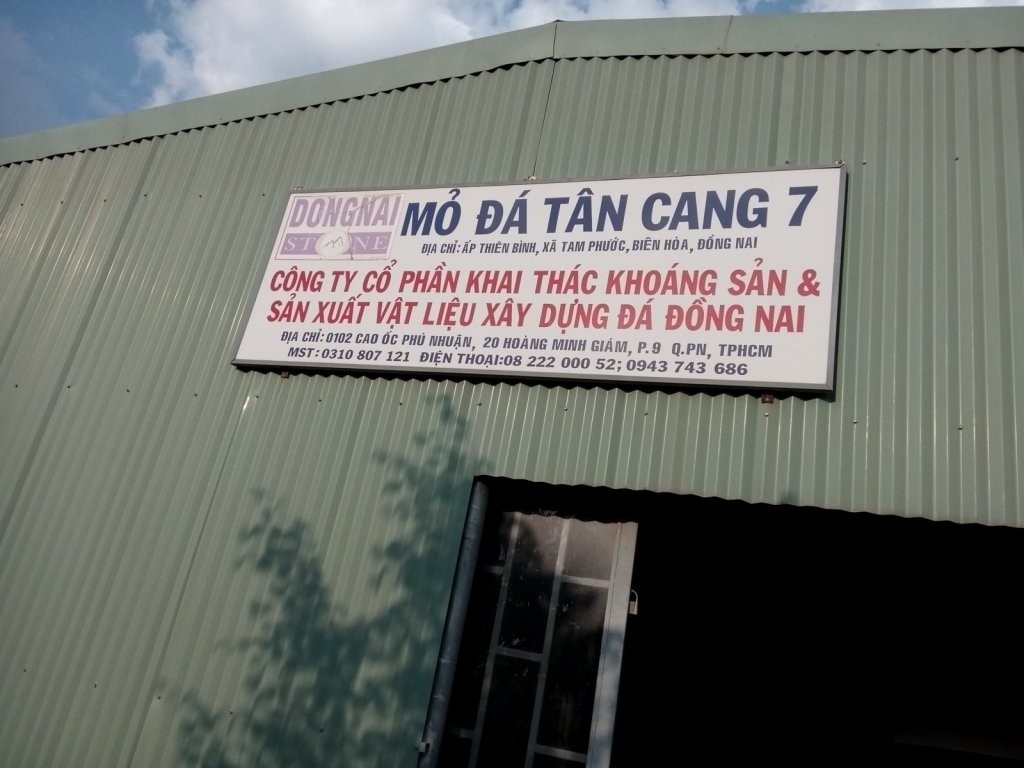 DONGNAI
STONE
MỎ ĐÁ TÂN CANG 7
ĐỊA CHỈ: ẤP THIÊN BÌNH, XÃ TAM PHƯỚC, BIÊN HÒA, ĐỒNG NAI
CÔNG TY CỔ PHẦN KHAI THÁC KHOÁNG SẢN &
SẢN XUẤT VẬT LIỆU XÂY DỰNG ĐÁ ĐỒNG NAI
ĐỊA CHỈ: 0102 CAO ỐC PHÚ NHUẬN, 20 HOÀNG MINH GIÁM, P.9 Q.PN, TPHCM
MST: 0310 807 121 ĐIỆN THOẠI:08 222 000 52; 0943 743 686